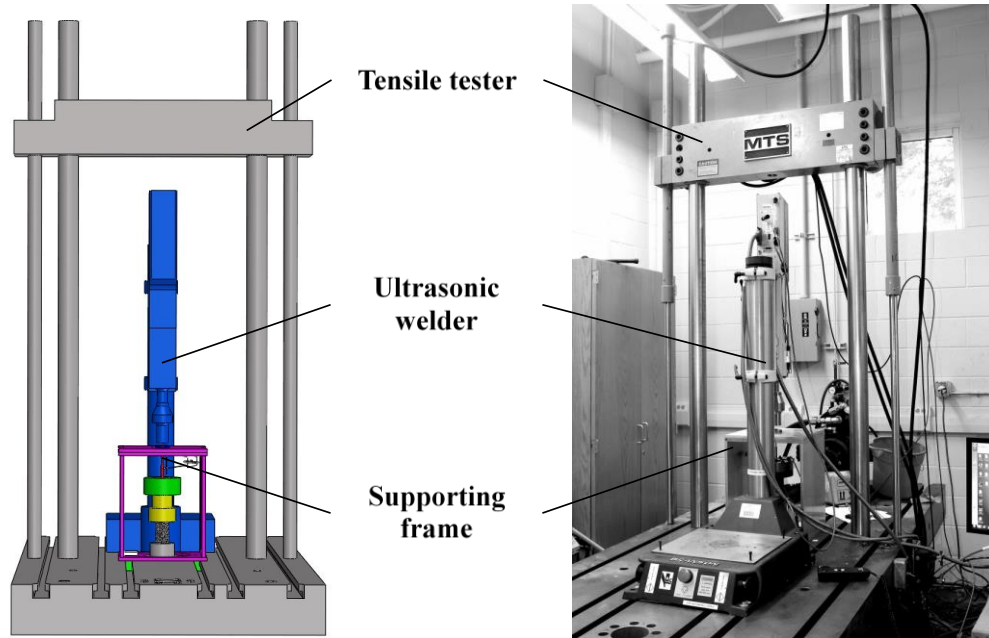 Tensile tester
MTS
Ultrasonic
welder
Supporting
frame